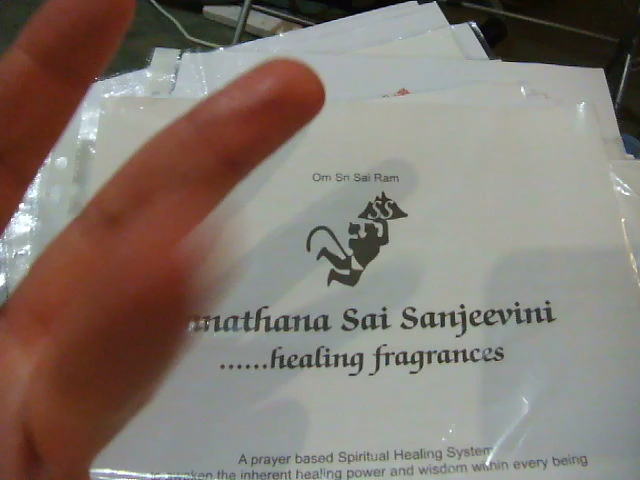 Om Sri Sai Ram
SS
anathana Sai Sanjeevini
......healing fragrances
A prayer based Spiritual Healing System
awaken the inherent healing power and wisdom within every being